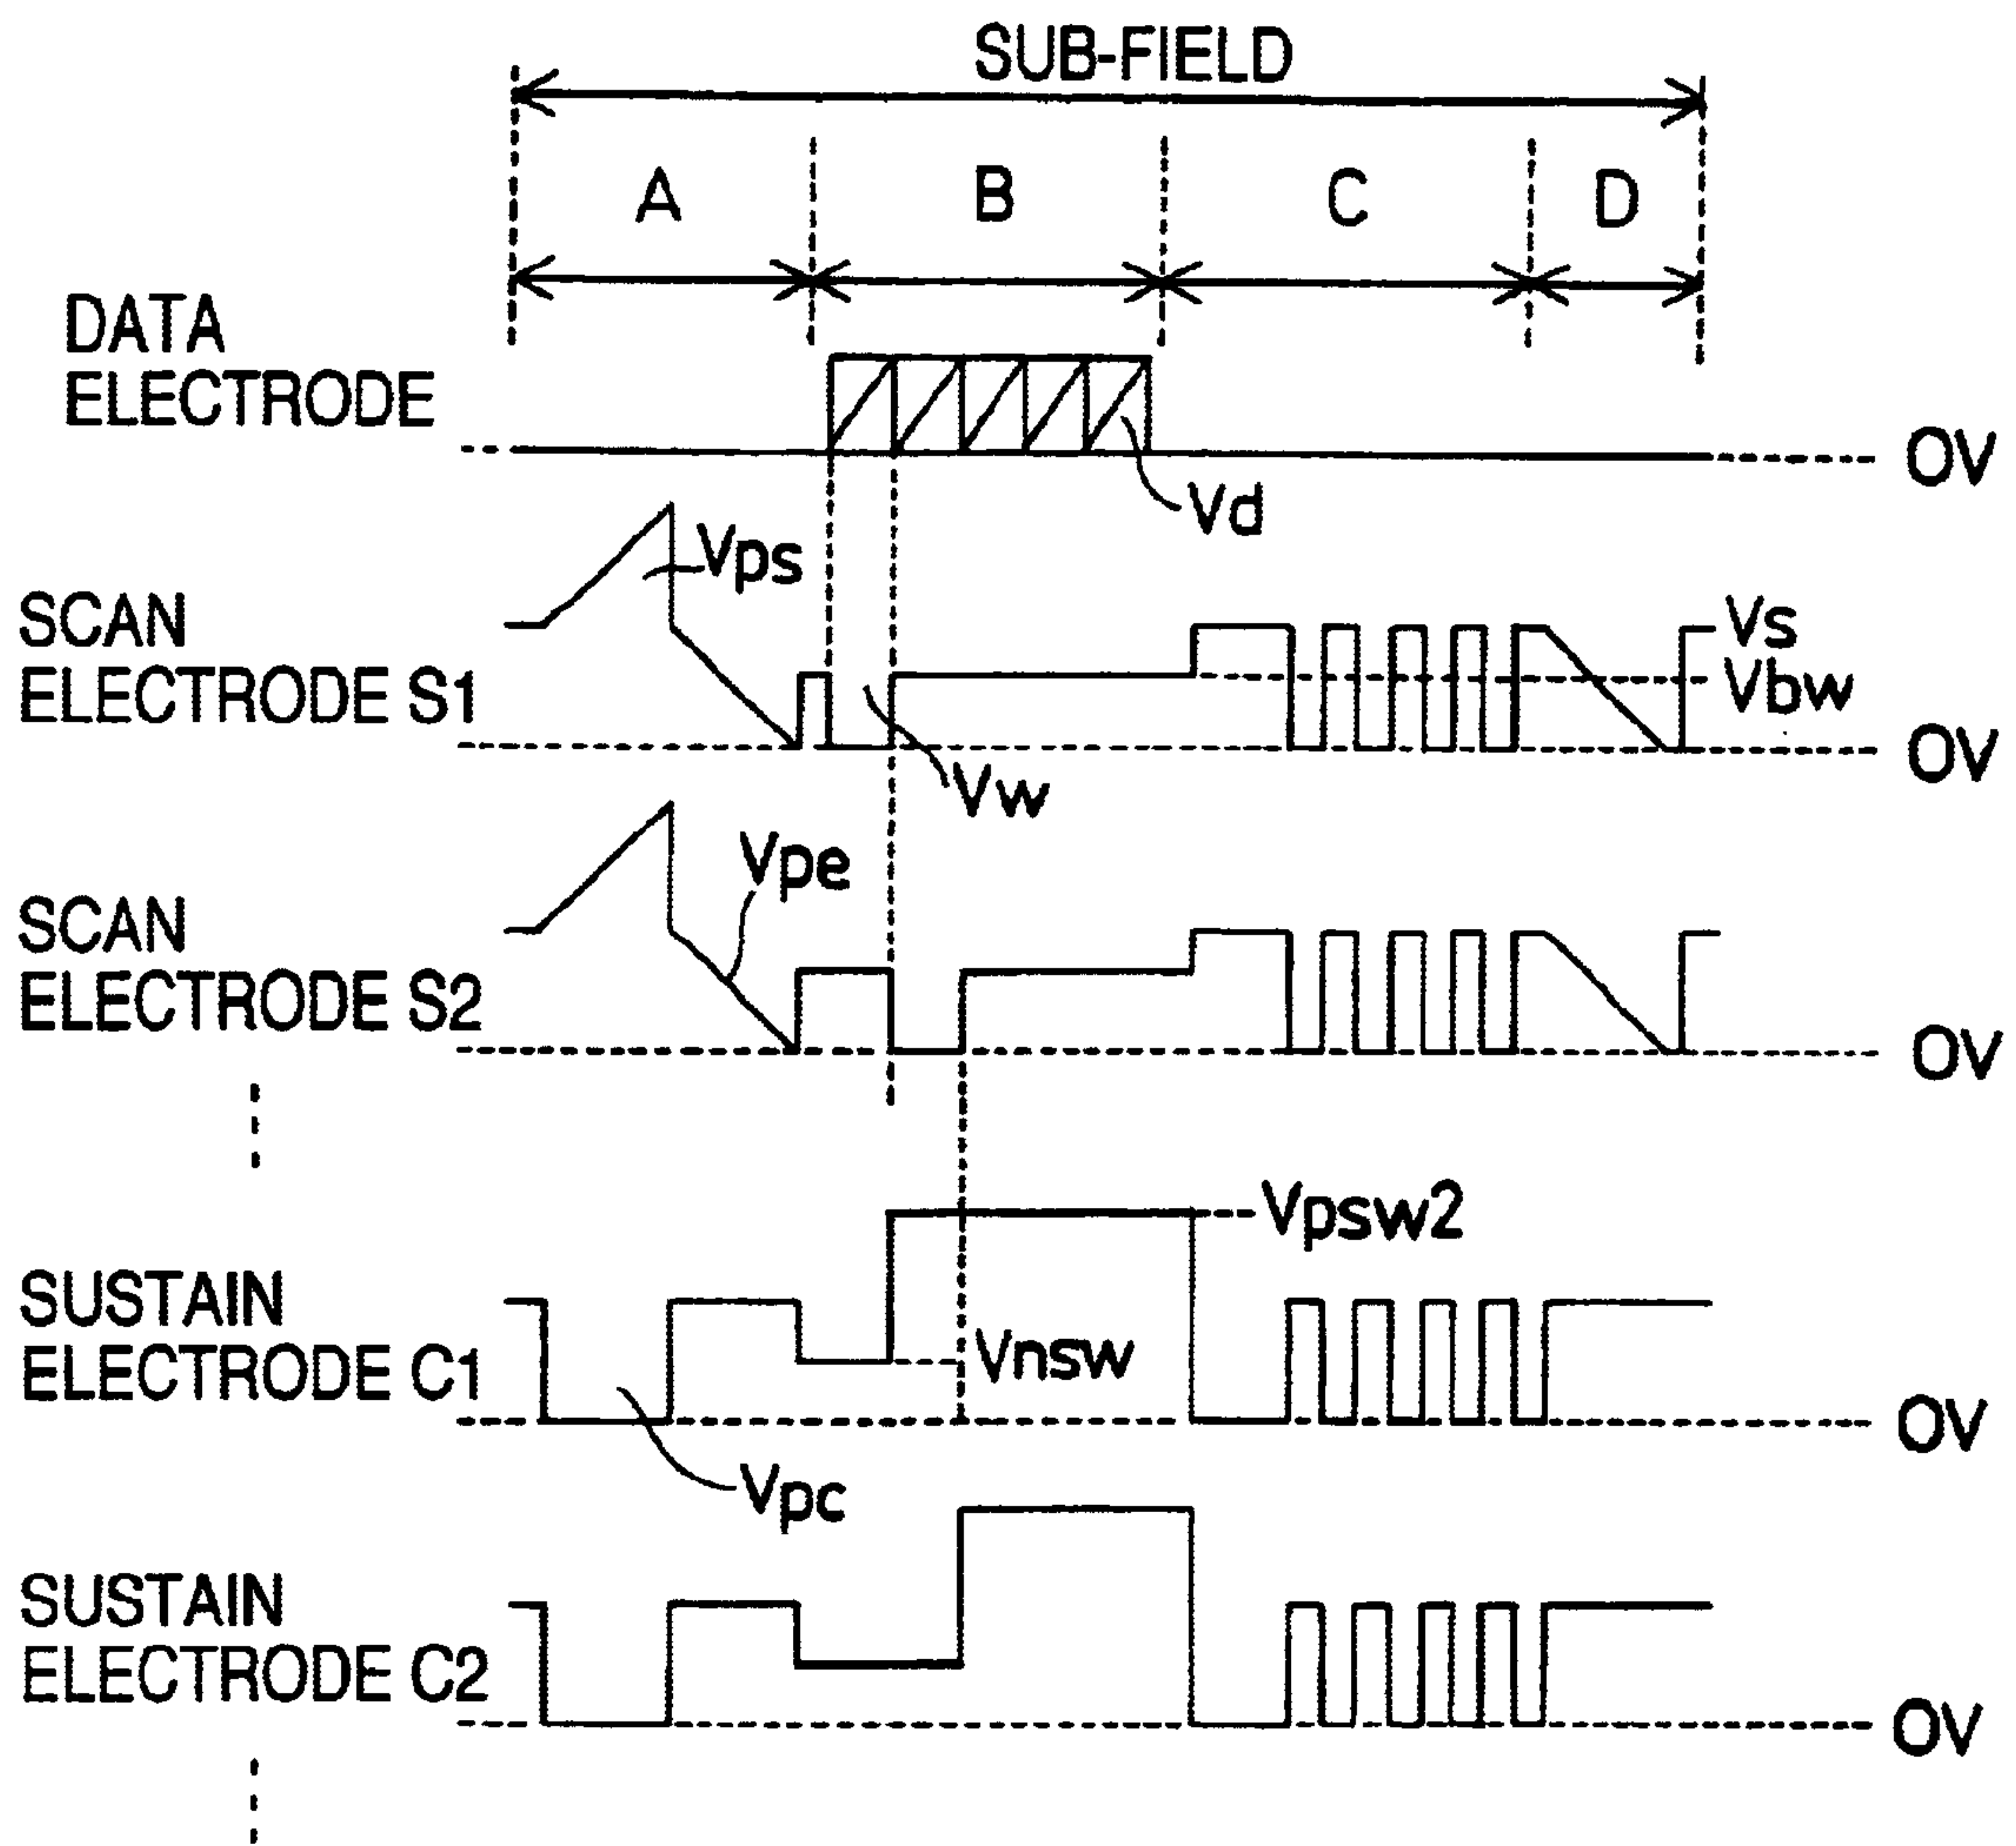 SUB-FIELD
A
B
C
D
DATA
ELECTRODE
0V
Vd
Vps
SCAN
ELECTRODE S1
Vs
Vbw
0V
Vw
Vpe
SCAN
ELECTRODE S2
0V
Vpsw2
SUSTAIN
ELECTRODE C1
Vnsw
0V
Vpc
SUSTAIN
ELECTRODE C2
0V